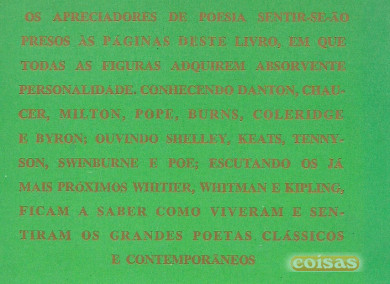 OS APRECIADORES DE POESIA SENTIR-SE-ÃO
PRESOS ÀS PÁGINAS DESTE LIVRO, EM QUE
TODAS AS FIGURAS ADQUIREM ABSORVENTE
PERSONALIDADE. CONHECENDO DANTON, CHAU-
CER, MILTON, POPE, BURNS, COLERIDGE
E BYRON; OUVINDO SHELLEY, KEATS, TENNY-
SON, SWINBURNE E POE; ESCUTANDO OS JÁ
MAIS PRÓXIMOS WHTIER, WHITMAN E KIPLING,
FICAM A SABER COMO VIVERAM E SEN-
TIRAM OS GRANDES POETAS CLÁSSICOS
E CONTEMPORÂNEOS
coisas